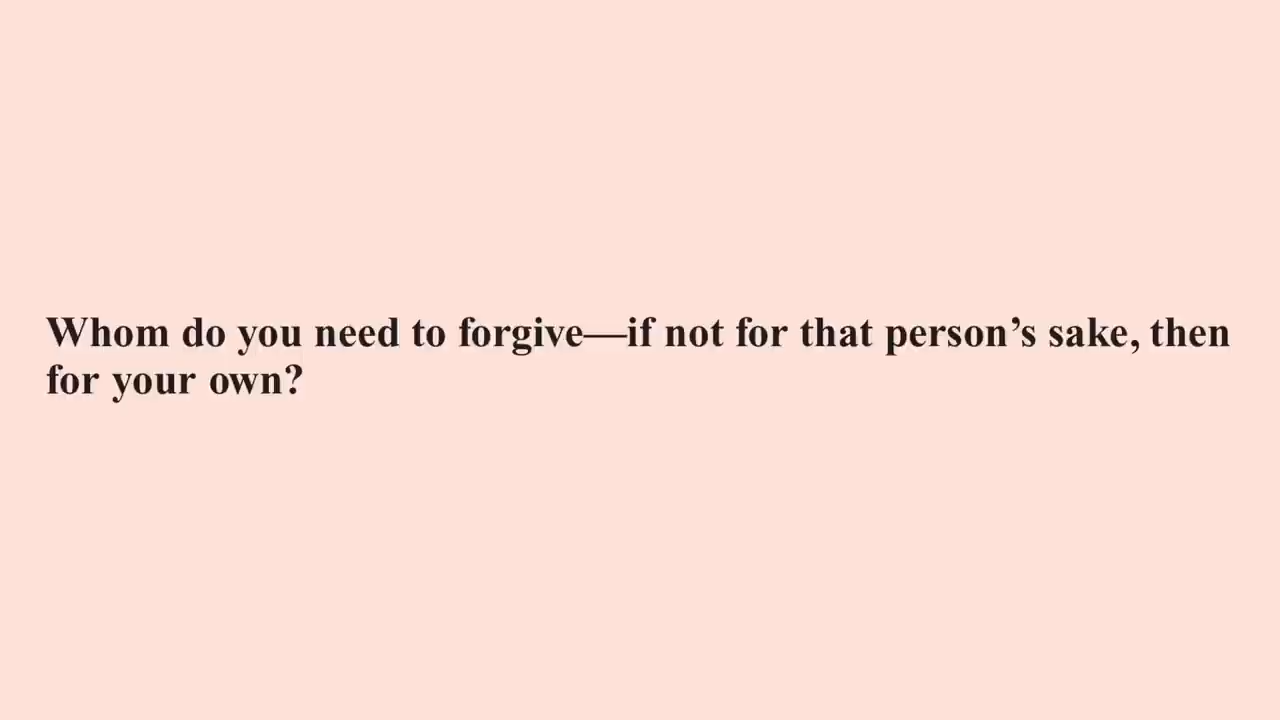 Whom do you need to forgive—if not for that person’s sake, then
for your own?